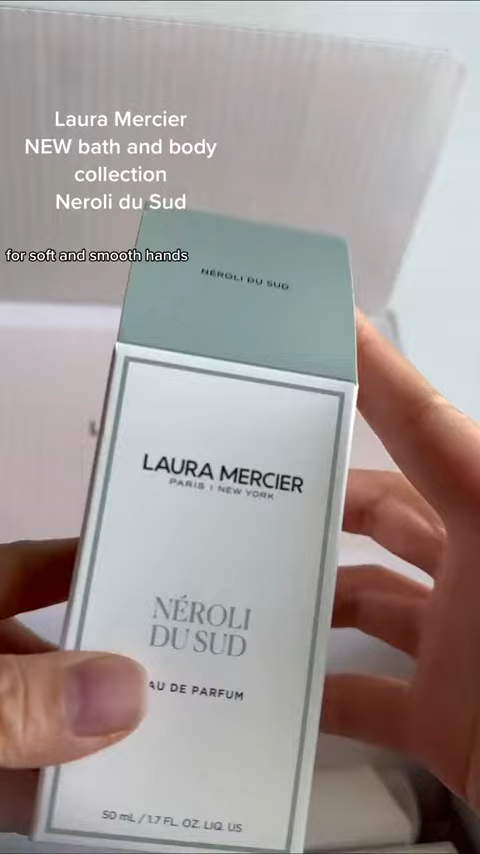 Laura Mercier
NEW bath and body
collection
Neroli du Sud
for soft and smooth hands
NÉROLI DU SUD
LAURA MERCIER
PARIS | NEW YORK
NÉROLI
DU SUD
AU DE PARFUM
50 mL / 1.7 FL. OZ. LIQ. US